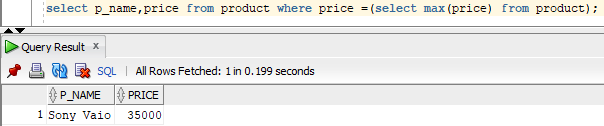 select p_name,price from product where price =(select max(price) from product);
Query Result x
SQL | All Rows Fetched: 1 in 0.199 seconds
P_NAME PRICE
1 Sony Vaio 35000